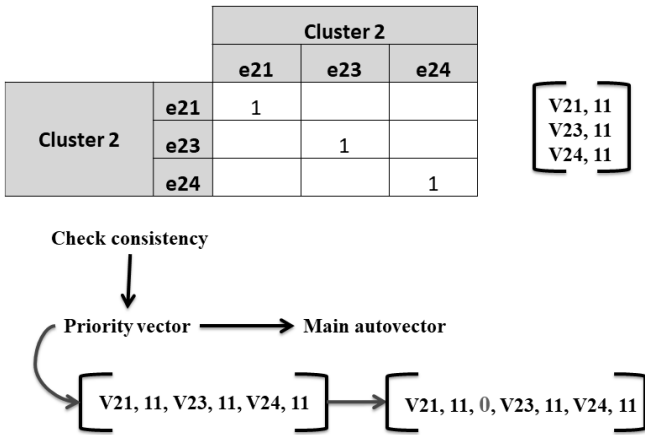 Cluster 2
e21 e23 e24
Cluster 2
e21 1
e23 1
e24 1
V21, 11
V23, 11
V24, 11
Check consistency
Priority vector Main autovector
V21, 11, V23, 11, V24, 11
V21, 11, 0, V23, 11, V24, 11